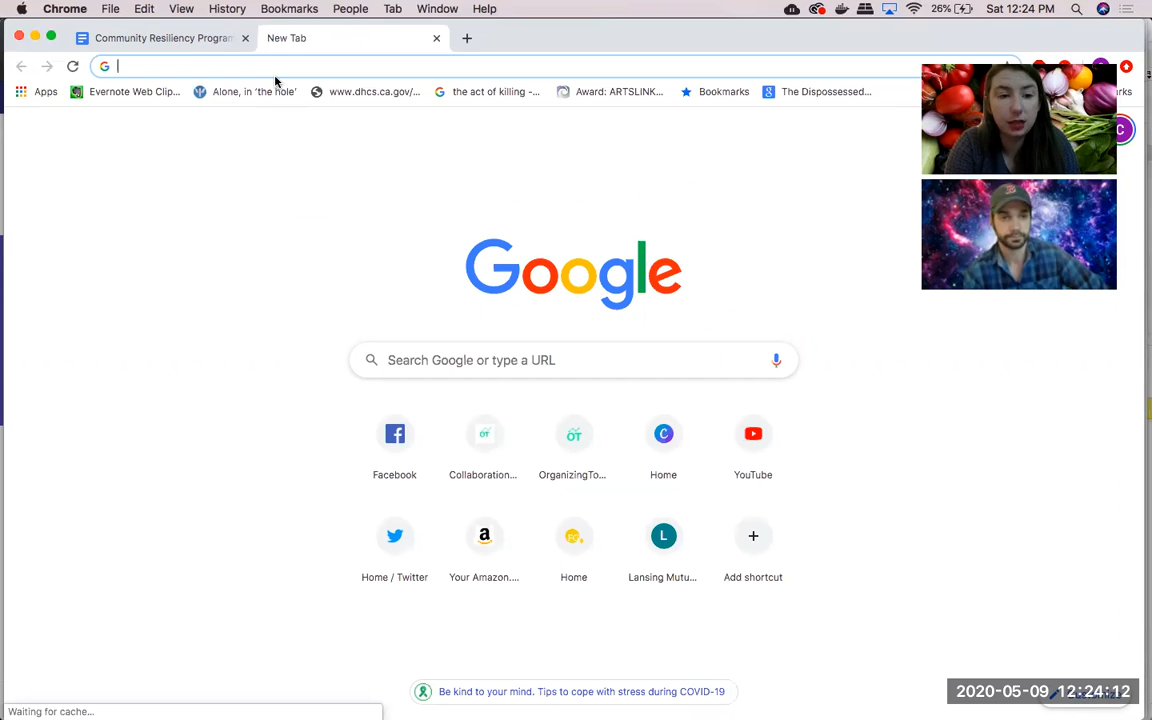 Chrome File Edit View History Bookmarks People Tab Window Help 26% Sat 12:24 PM
Community Resiliency Program New Tab
Apps Evernote Web Clip... Alone, in 'the hole' www.dhcs.ca.gov/... the act of killing -... Award: ARTSLINK... Bookmarks The Dispossessed...
C
Google
Search Google or type a URL
Facebook Collaboration... OrganizingTo... Home YouTube
Home / Twitter Your Amazon.... Home Lansing Mutu... Add shortcut
Be kind to your mind. Tips to cope with stress during COVID-19
2020-05-09 12:24:12
Waiting for cache...